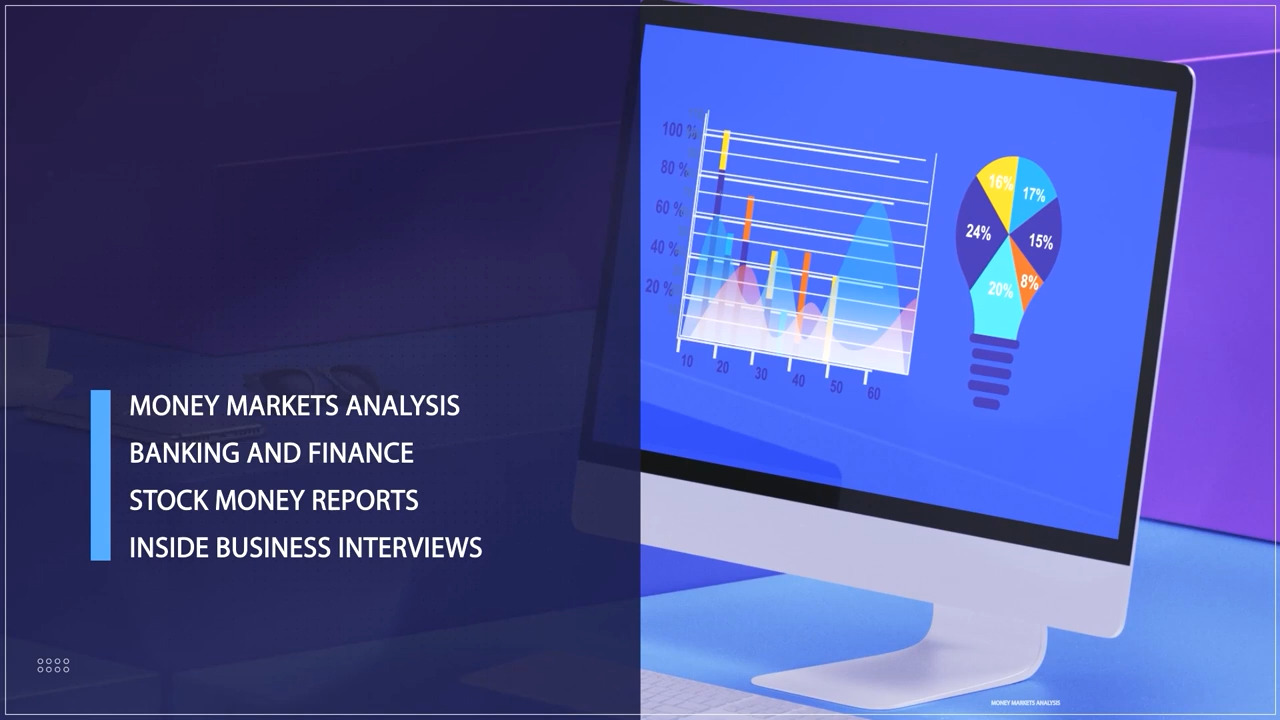 MONEY MARKETS ANALYSIS
BANKING AND FINANCE
STOCK MONEY REPORTS
INSIDE BUSINESS INTERVIEWS
100 %
80 %
60 %
40 %
20 %
10 20 30 40 50 60
16% 17%
24% 15%
20% 8%
MONEY MARKETS ANALYSIS